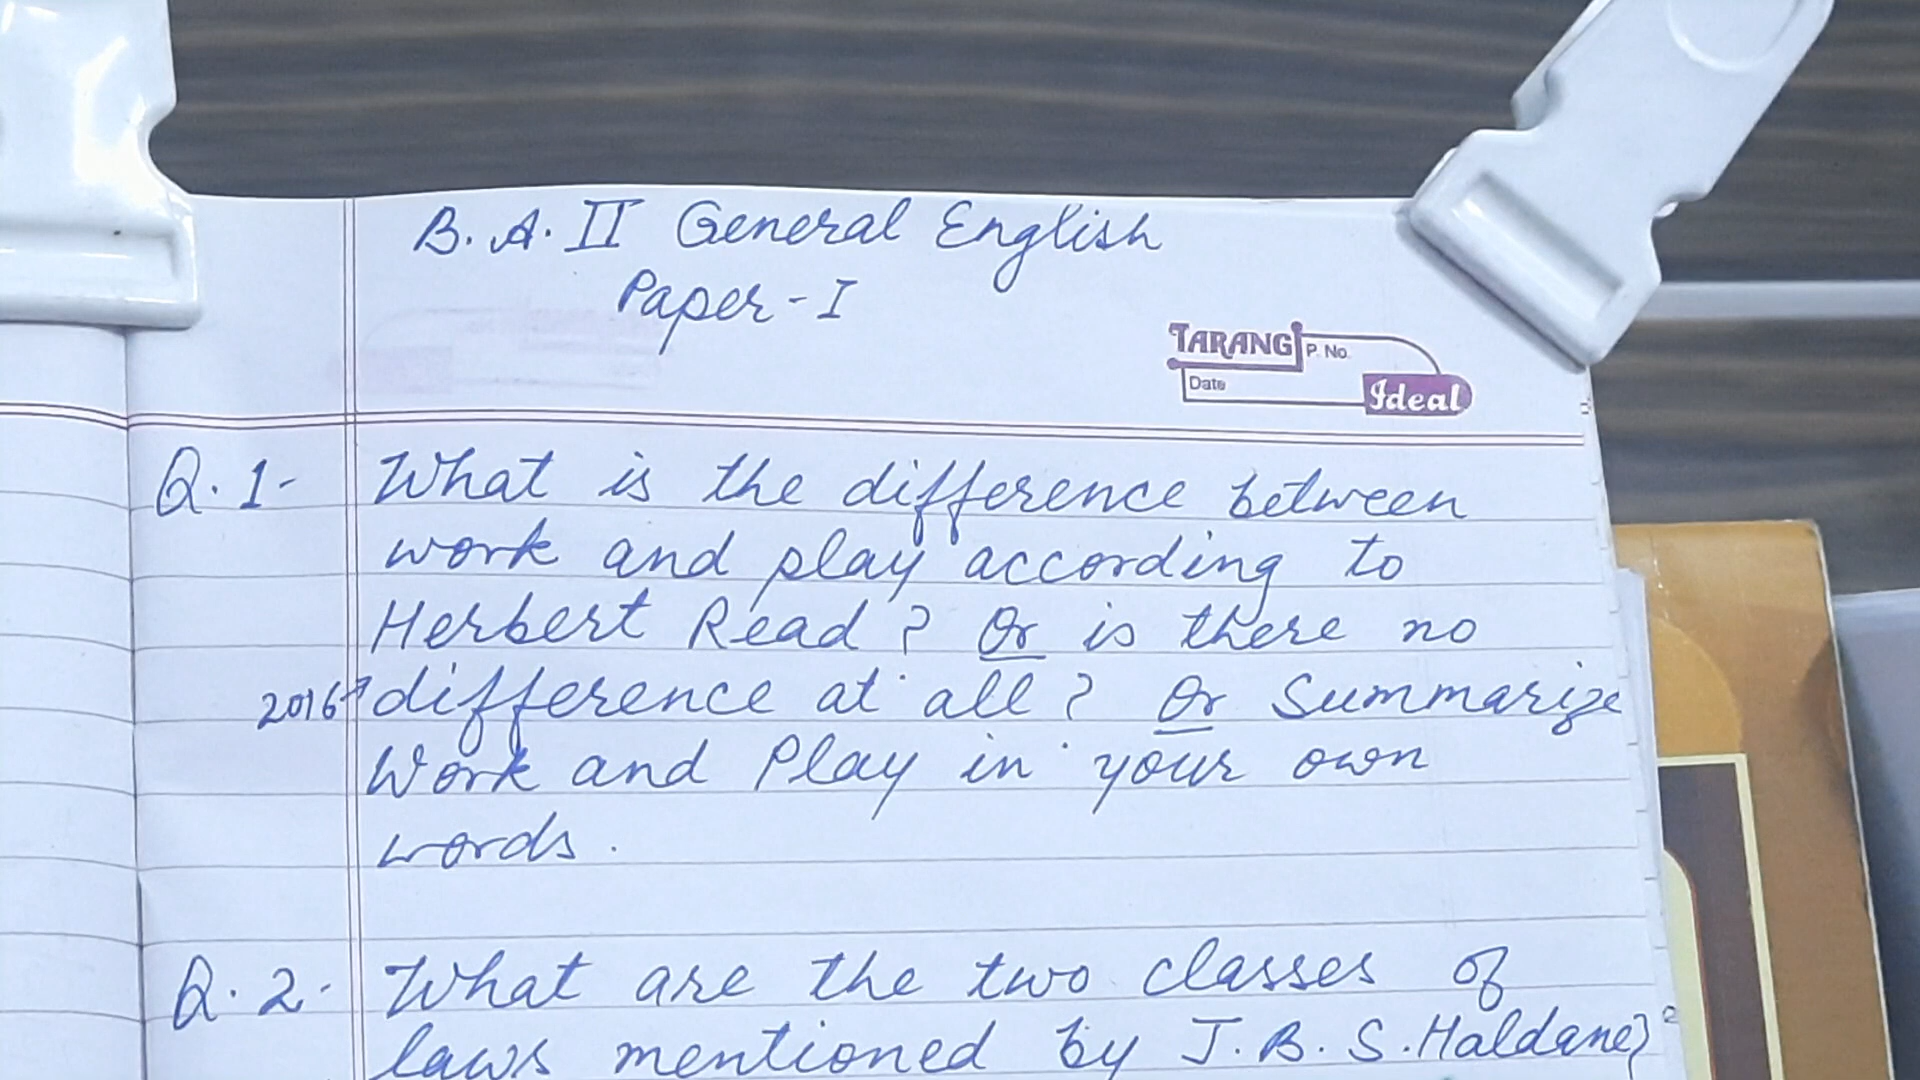 B. A. II General English
Paper - I
TARANG P. No.
Date
Ideal
Q. 1- What is the difference between
work and play according to
Herbert Read ? Or is there no
2016 difference at all ? Or Summarize
Work and Play in your own
words.
Q. 2- What are the two classes of
laws mentioned by J. B. S. Haldane?